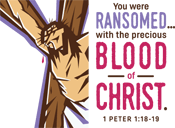 You were
RANSOMED...
with the precious
BLOOD
of
CHRIST.
1 PETER 1:18-19